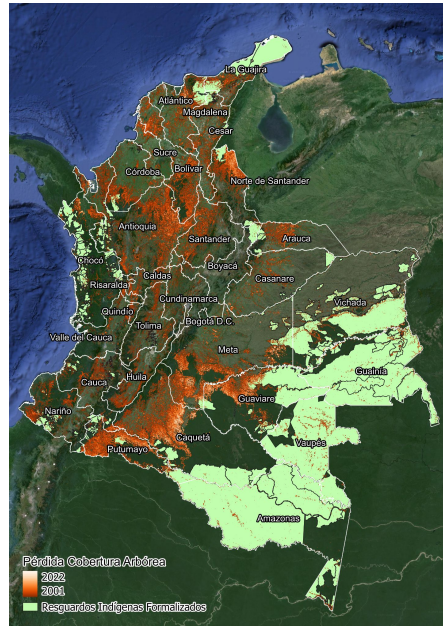 La Guajira
Atlántico
Magdalena
Cesar
Sucre
Córdoba
Bolívar
Norte de Santander
Antioquia
Santander
Arauca
Chocó
Boyacá
Caldas
Casanare
Risaralda
Cundinamarca
Vichada
Quindío
Bogotá D.C.
Tolima
Valle del Cauca
Meta
Guainía
Huila
Cauca
Guaviare
Nariño
Caquetá
Vaupés
Putumayo
Amazonas
Pérdida Cobertura Arbórea
2022
2001
Resguardos Indígenas Formalizados